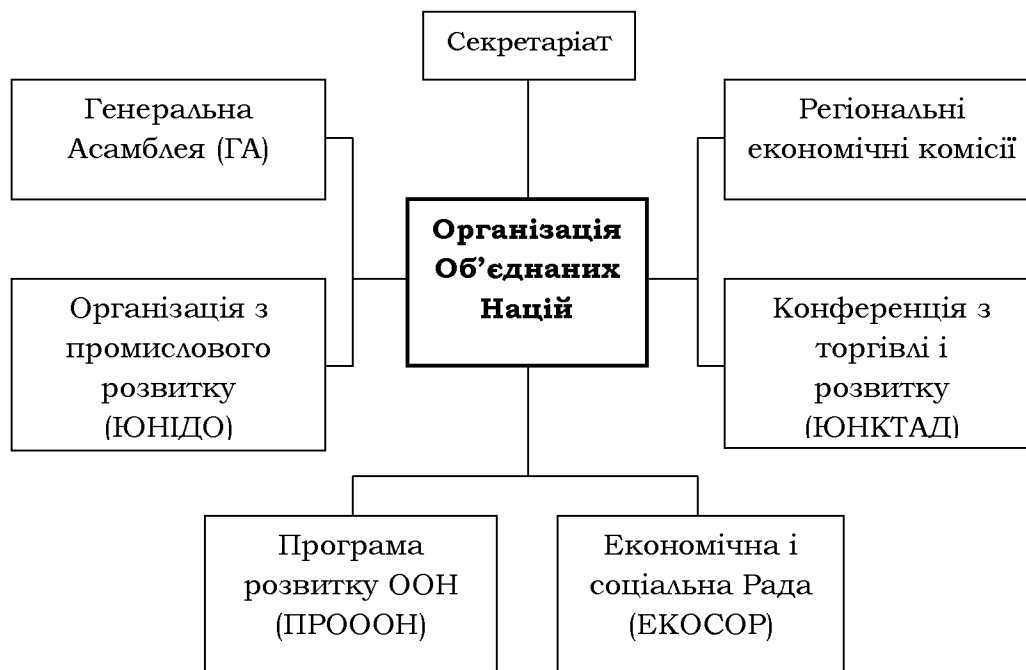 Секретаріат
Генеральна
Асамблея (ГА)
Регіональні
економічні комісії
Організація
Об’єднаних
Націй
Організація з
промислового
розвитку
(ЮНІДО)
Конференція з
торгівлі і
розвитку
(ЮНКТАД)
Програма
розвитку ООН
(ПРОООН)
Економічна і
соціальна Рада
(ЕКОСОР)